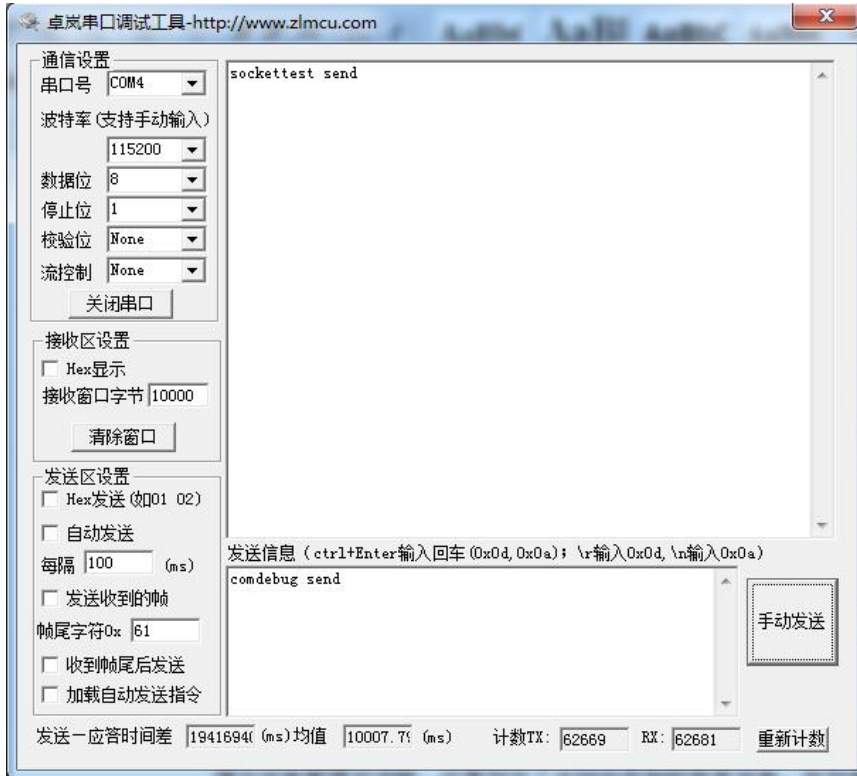 卓岚串口调试工具-http://www.zlmcu.com
通信设置
串口号 COM4
波特率(支持手动输入)
115200
数据位 8
停止位 1
校验位 None
流控制 None
关闭串口
接收区设置
Hex显示
接收窗口字节 10000
清除窗口
发送区设置
Hex发送(如01 02)
自动发送
每隔 100 (ms)
发送收到的帧
帧尾字符0x 61
收到帧尾后发送
加载自动发送指令
sockettest send
发送信息(ctrl+Enter输入回车(0x0d,0x0a); \r输入0x0d,\n输入0x0a)
comdebug send
手动发送
发送一应答时间差 1941694 (ms)均值 10007.79 (ms) 计数TX: 62669 RX: 62681 重新计数